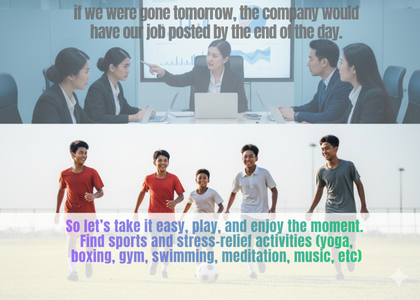 if we were gone tomorrow, the company would
have our job posted by the end of the day.
So let's take it easy, play, and enjoy the moment.
Find sports and stress-relief activities (yoga,
boxing, gym, swimming, meditation, music, etc)